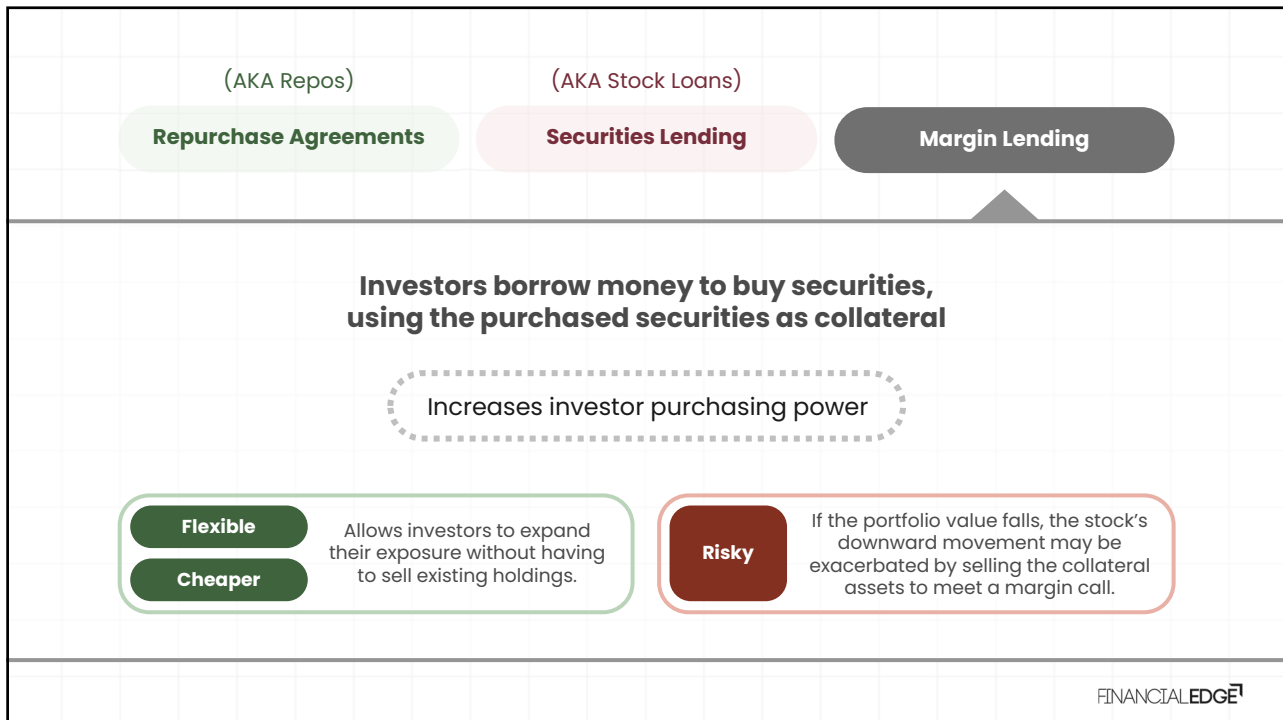 (AKA Repos)
(AKA Stock Loans)
Repurchase Agreements
Securities Lending
Margin Lending
Investors borrow money to buy securities,
using the purchased securities as collateral
Increases investor purchasing power
Flexible
Cheaper
Allows investors to expand
their exposure without having
to sell existing holdings.
Risky
If the portfolio value falls, the stock’s
downward movement may be
exacerbated by selling the collateral
assets to meet a margin call.
FINANCIALEDGE